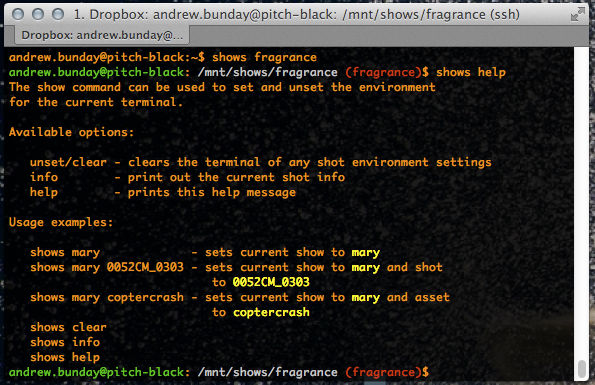 1. Dropbox: andrew.bunday@pitch-black: /mnt/shows/fragrance (ssh)
Dropbox: andrew.bunday@...
andrew.bunday@pitch-black:~$ shows fragrance
andrew.bunday@pitch-black: /mnt/shows/fragrance (fragrance)$ shows help
The show command can be used to set and unset the environment
for the current terminal.
Available options:
unset/clear - clears the terminal of any shot environment settings
info - print out the current shot info
help - prints this help message
Usage examples:
shows mary - sets current show to mary
shows mary 0052CM_0303 - sets current show to mary and shot
to 0052CM_0303
shows mary coptercrash - sets current show to mary and asset
to coptercrash
shows clear
shows info
shows help
andrew.bunday@pitch-black: /mnt/shows/fragrance (fragrance)$